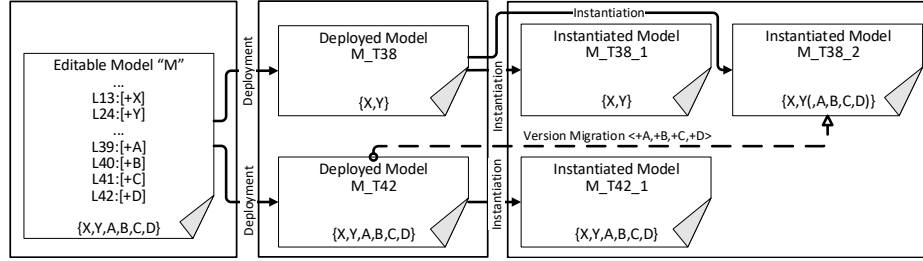 Editable Model “M”
...
L13:[+X]
L24:[+Y]
...
L39:[+A]
L40:[+B]
L41:[+C]
L42:[+D]
{X,Y,A,B,C,D}
Deployment
Deployment
Deployed Model
M_T38
{X,Y}
Deployed Model
M_T42
{X,Y,A,B,C,D}
Instantiation
Instantiation
Instantiation
Instantiated Model
M_T38_1
{X,Y}
Instantiated Model
M_T38_2
{X,Y(,A,B,C,D)}
Version Migration <+A,+B,+C,+D>
Instantiated Model
M_T42_1
{X,Y,A,B,C,D}